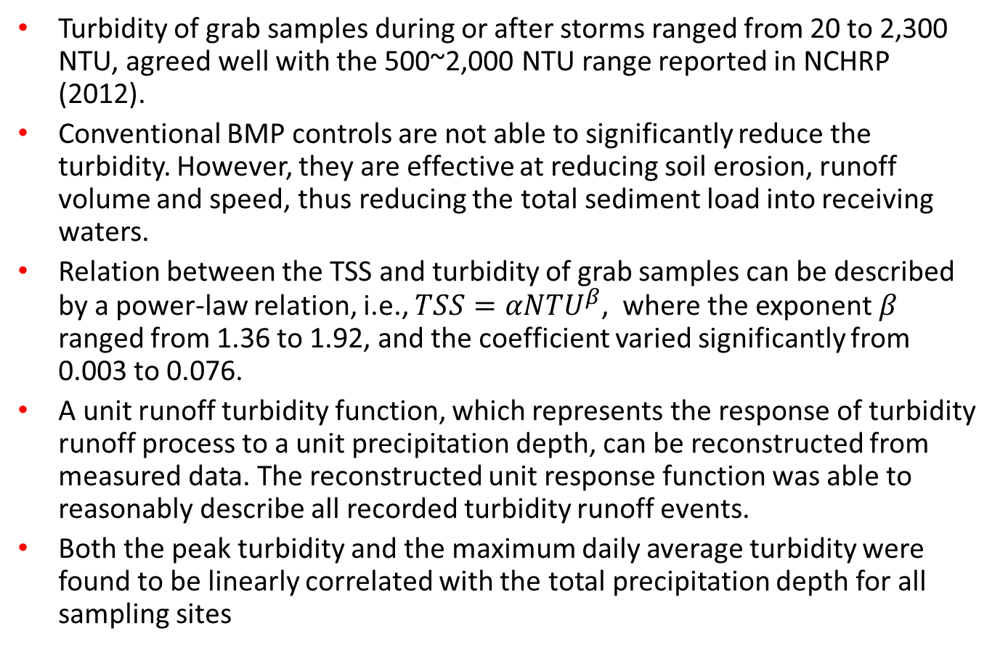 • Turbidity of grab samples during or after storms ranged from 20 to 2,300
NTU, agreed well with the 500~2,000 NTU range reported in NCHRP
(2012).
• Conventional BMP controls are not able to significantly reduce the
turbidity. However, they are effective at reducing soil erosion, runoff
volume and speed, thus reducing the total sediment load into receiving
waters.
• Relation between the TSS and turbidity of grab samples can be described
by a power-law relation, i.e., 𝑇𝑆𝑆 = 𝛼𝑁𝑇𝑈^𝛽, where the exponent 𝛽
ranged from 1.36 to 1.92, and the coefficient varied significantly from
0.003 to 0.076.
• A unit runoff turbidity function, which represents the response of turbidity
runoff process to a unit precipitation depth, can be reconstructed from
measured data. The reconstructed unit response function was able to
reasonably describe all recorded turbidity runoff events.
• Both the peak turbidity and the maximum daily average turbidity were
found to be linearly correlated with the total precipitation depth for all
sampling sites